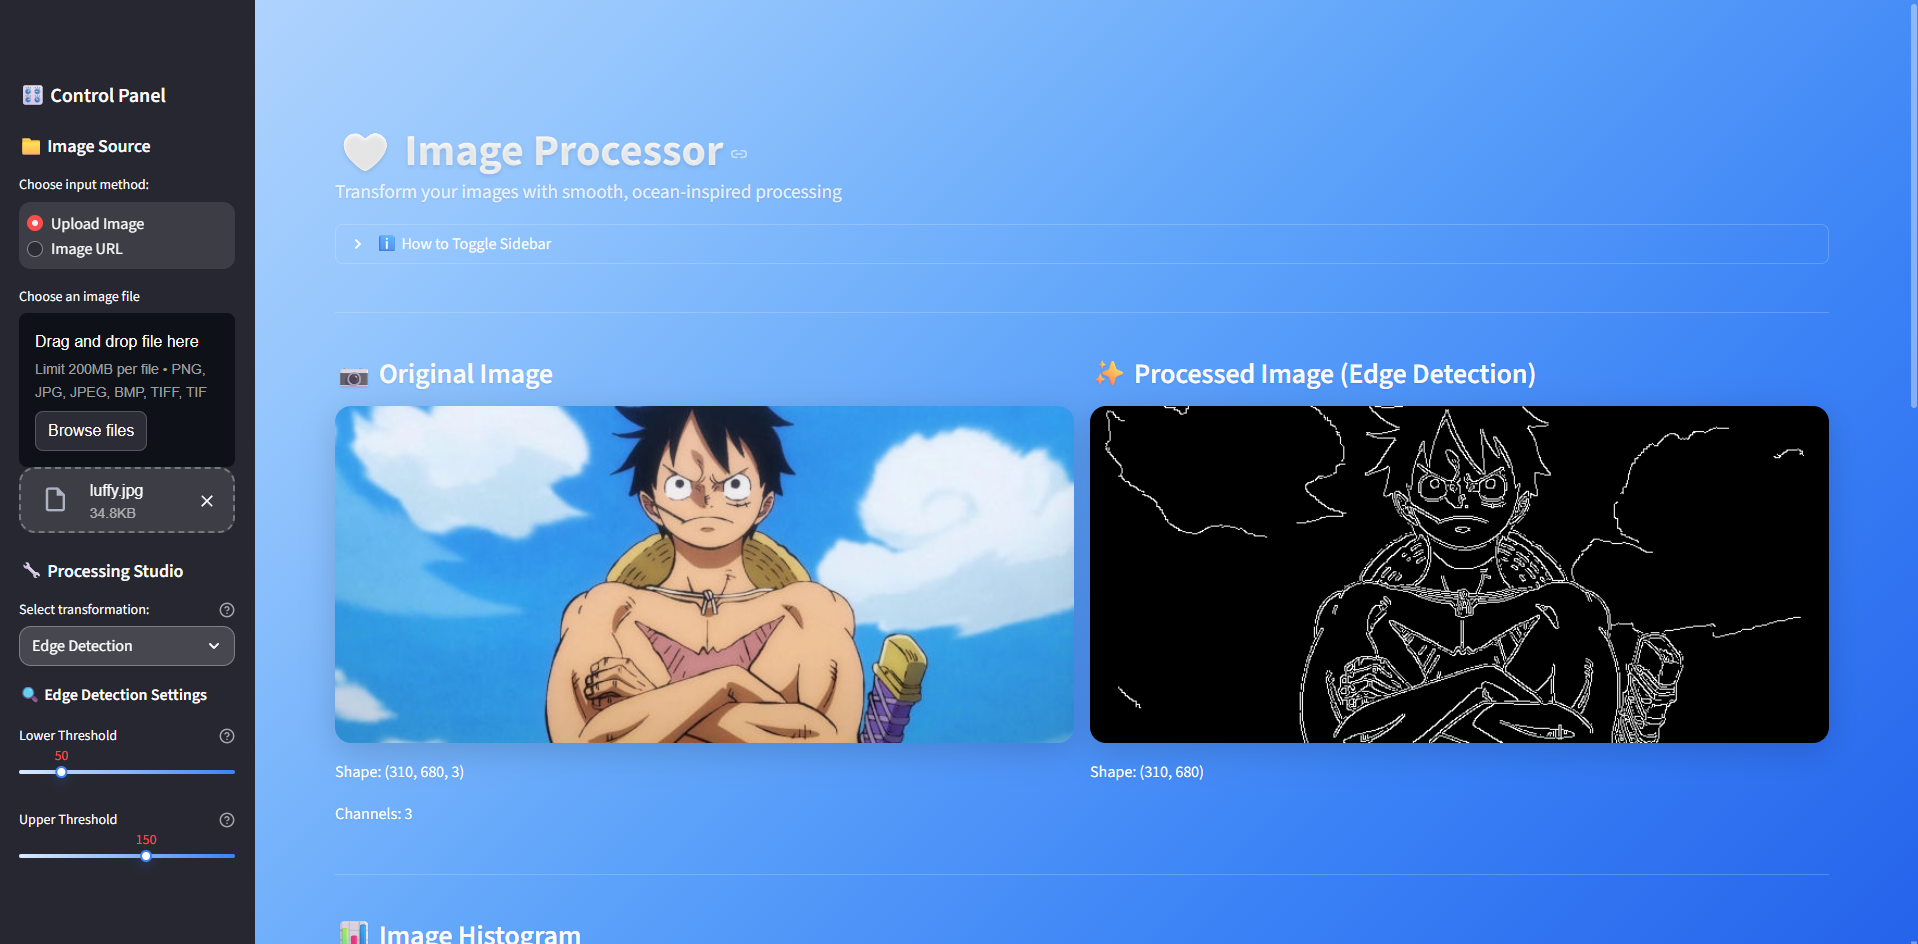 Control Panel
Image Source
Choose input method:
Upload Image
Image URL
Choose an image file
Drag and drop file here
Limit 200MB per file • PNG,
JPG, JPEG, BMP, TIFF, TIF
Browse files
luffy.jpg
34.8KB
Processing Studio
Select transformation:
Edge Detection
Edge Detection Settings
Lower Threshold
50
Upper Threshold
150
Image Processor
Transform your images with smooth, ocean-inspired processing
How to Toggle Sidebar
Original Image
Shape: (310, 680, 3)
Channels: 3
Processed Image (Edge Detection)
Shape: (310, 680)
Image Histogram